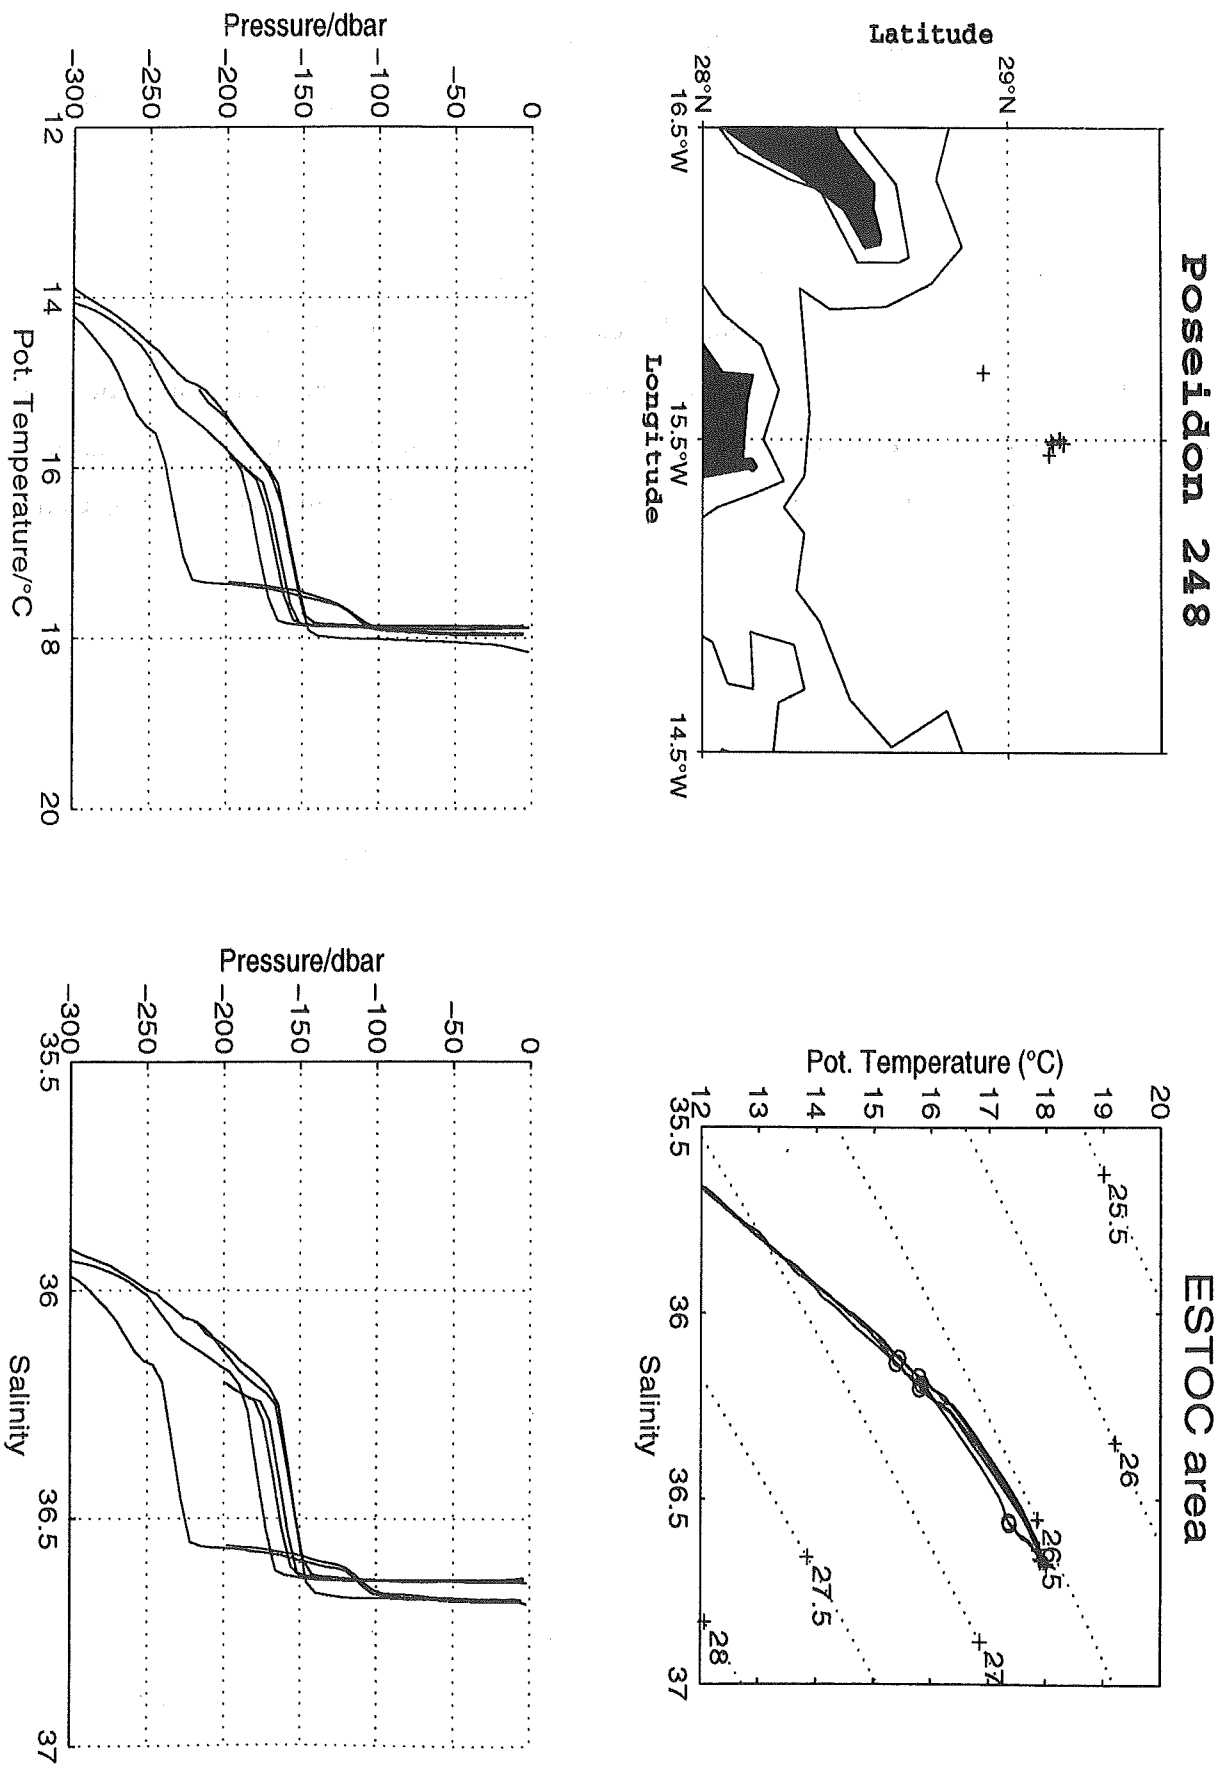 Poseidon 248
ESTOC area
Latitude
29°N
28°N
16.5°W
15.5°W
14.5°W
Longitude
Pot. Temperature (°C)
20
19
18
17
16
15
14
13
12
35.5
36
36.5
37
Salinity
25.5
26
26.5
27
27.5
28
Pressure/dbar
0
−50
−100
−150
−200
−250
−300
12
14
16
18
20
Pot. Temperature/°C
Pressure/dbar
0
−50
−100
−150
−200
−250
−300
35.5
36
36.5
37
Salinity